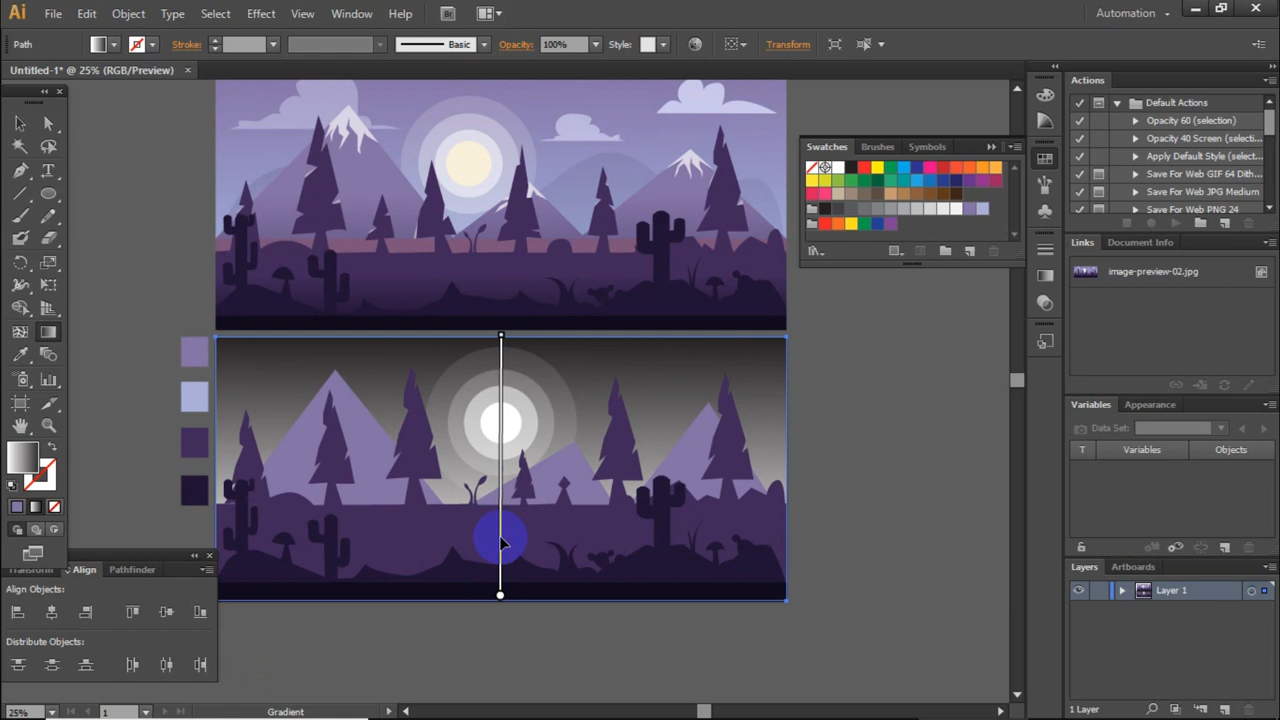 Ai File Edit Object Type Select Effect View Window Help Br Automation
Path Stroke: Basic Opacity: 100% Style: Transform
Untitled-1* @ 25% (RGB/Preview) ×
Actions
Default Actions
Opacity 60 (selection)
Opacity 40 Screen (selecti...
Apply Default Style (select...
Save For Web GIF 64 Dith...
Save For Web JPG Medium
Save For Web PNG 24
Swatches Brushes Symbols
Links Document Info
image-preview-02.jpg
Variables Appearance
Data Set:
T Variables Objects
Transform Align Pathfinder
Align Objects:
Distribute Objects:
Layers Artboards
Layer 1
1 Layer
25% 1 Gradient